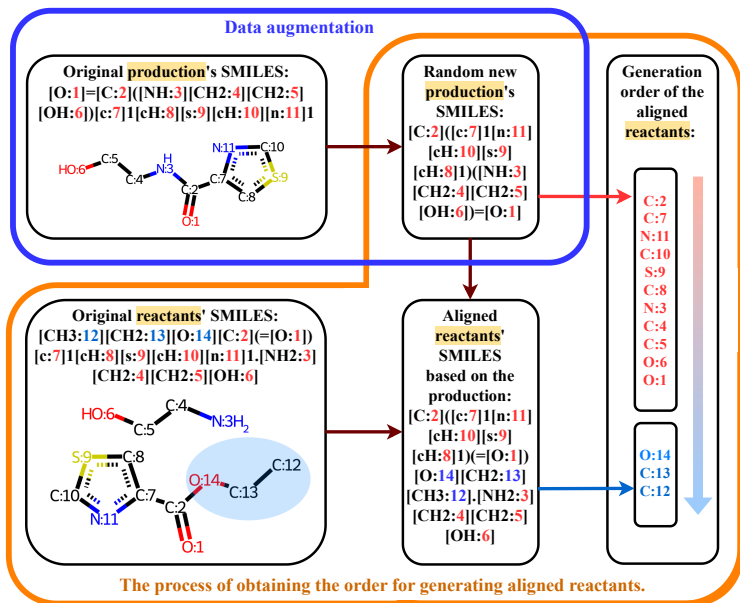 Data augmentation
Original production's SMILES:
[O:1]=[C:2]([NH:3][CH2:4][CH2:5]
[OH:6])[c:7]1[cH:8][s:9][cH:10][n:11]1
HO:6
C:5
C:4
H
N:3
C:2
O:1
C:7
N:11
C:10
S:9
C:8
Random new
production's
SMILES:
[C:2]([c:7]1[n:11]
[cH:10][s:9]
[cH:8]1)([NH:3]
[CH2:4][CH2:5]
[OH:6])=[O:1]
Generation
order of the
aligned
reactants:
C:2
C:7
N:11
C:10
S:9
C:8
N:3
C:4
C:5
O:6
O:1
O:14
C:13
C:12
Original reactants' SMILES:
[CH3:12][CH2:13][O:14][C:2](=[O:1])
[c:7]1[cH:8][s:9][cH:10][n:11]1.[NH2:3]
[CH2:4][CH2:5][OH:6]
HO:6
C:5
C:4
N:3H₂
S:9
C:8
C:10
N:11
C:7
C:2
O:1
O:14
C:13
C:12
Aligned
reactants'
SMILES
based on the
production:
[C:2]([c:7]1[n:11]
[cH:10][s:9]
[cH:8]1)(=[O:1])
[O:14][CH2:13]
[CH3:12].[NH2:3]
[CH2:4][CH2:5]
[OH:6]
The process of obtaining the order for generating aligned reactants.